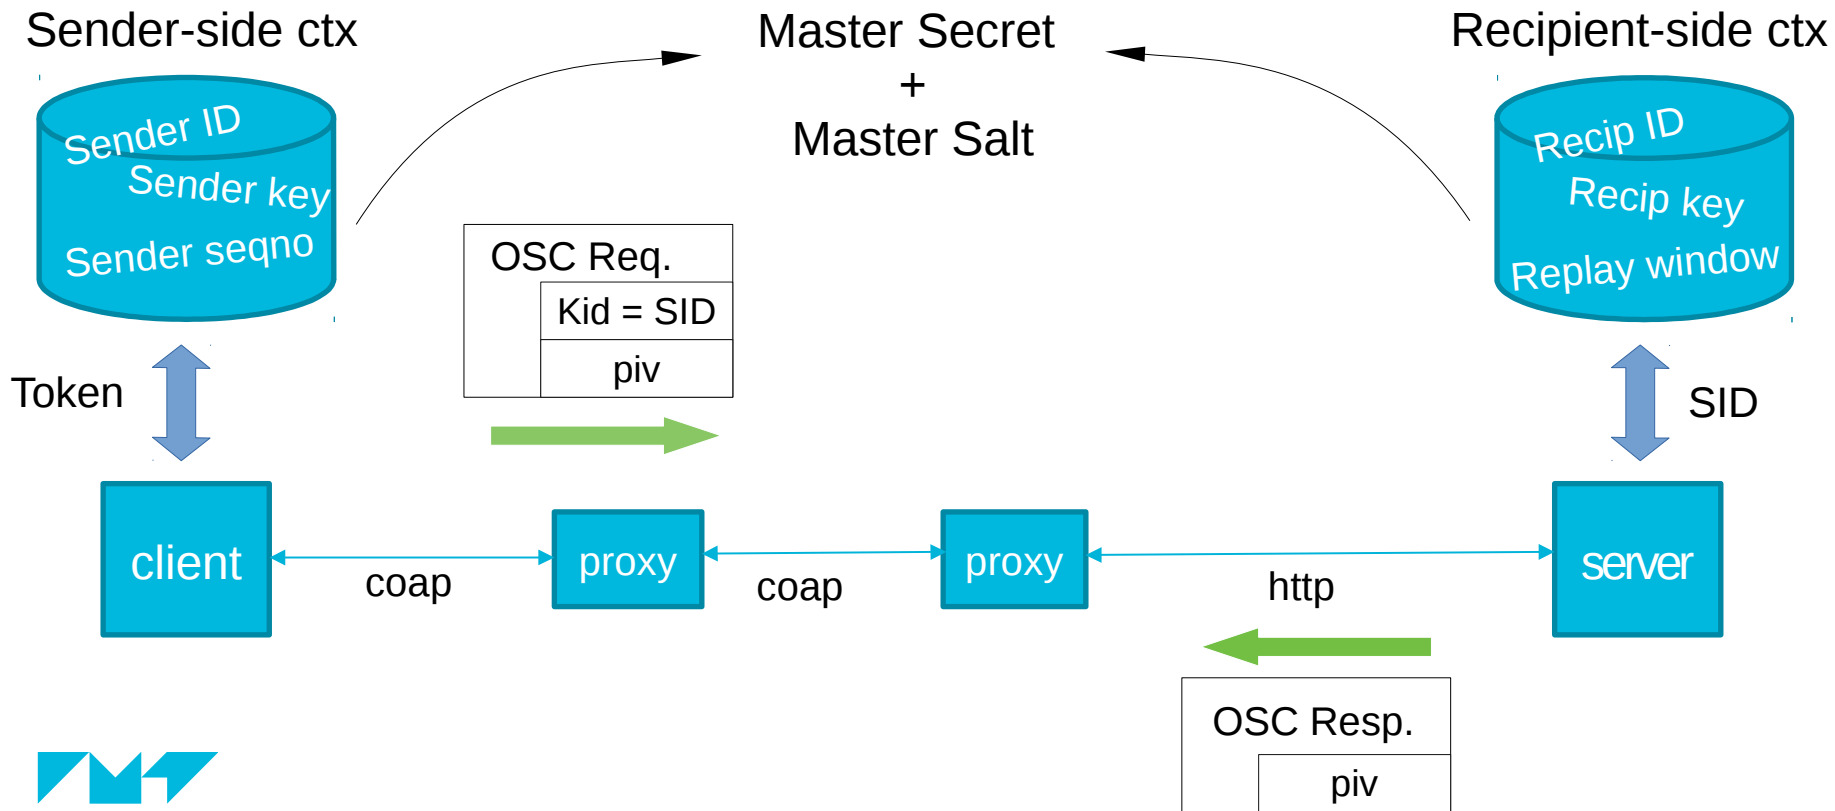 Sender-side ctx
Master Secret
+
Master Salt
Recipient-side ctx
Sender ID
Sender key
Sender seqno
Recip ID
Recip key
Replay window
OSC Req.
Kid = SID
piv
Token
SID
client
proxy
proxy
server
coap
coap
http
OSC Resp.
piv